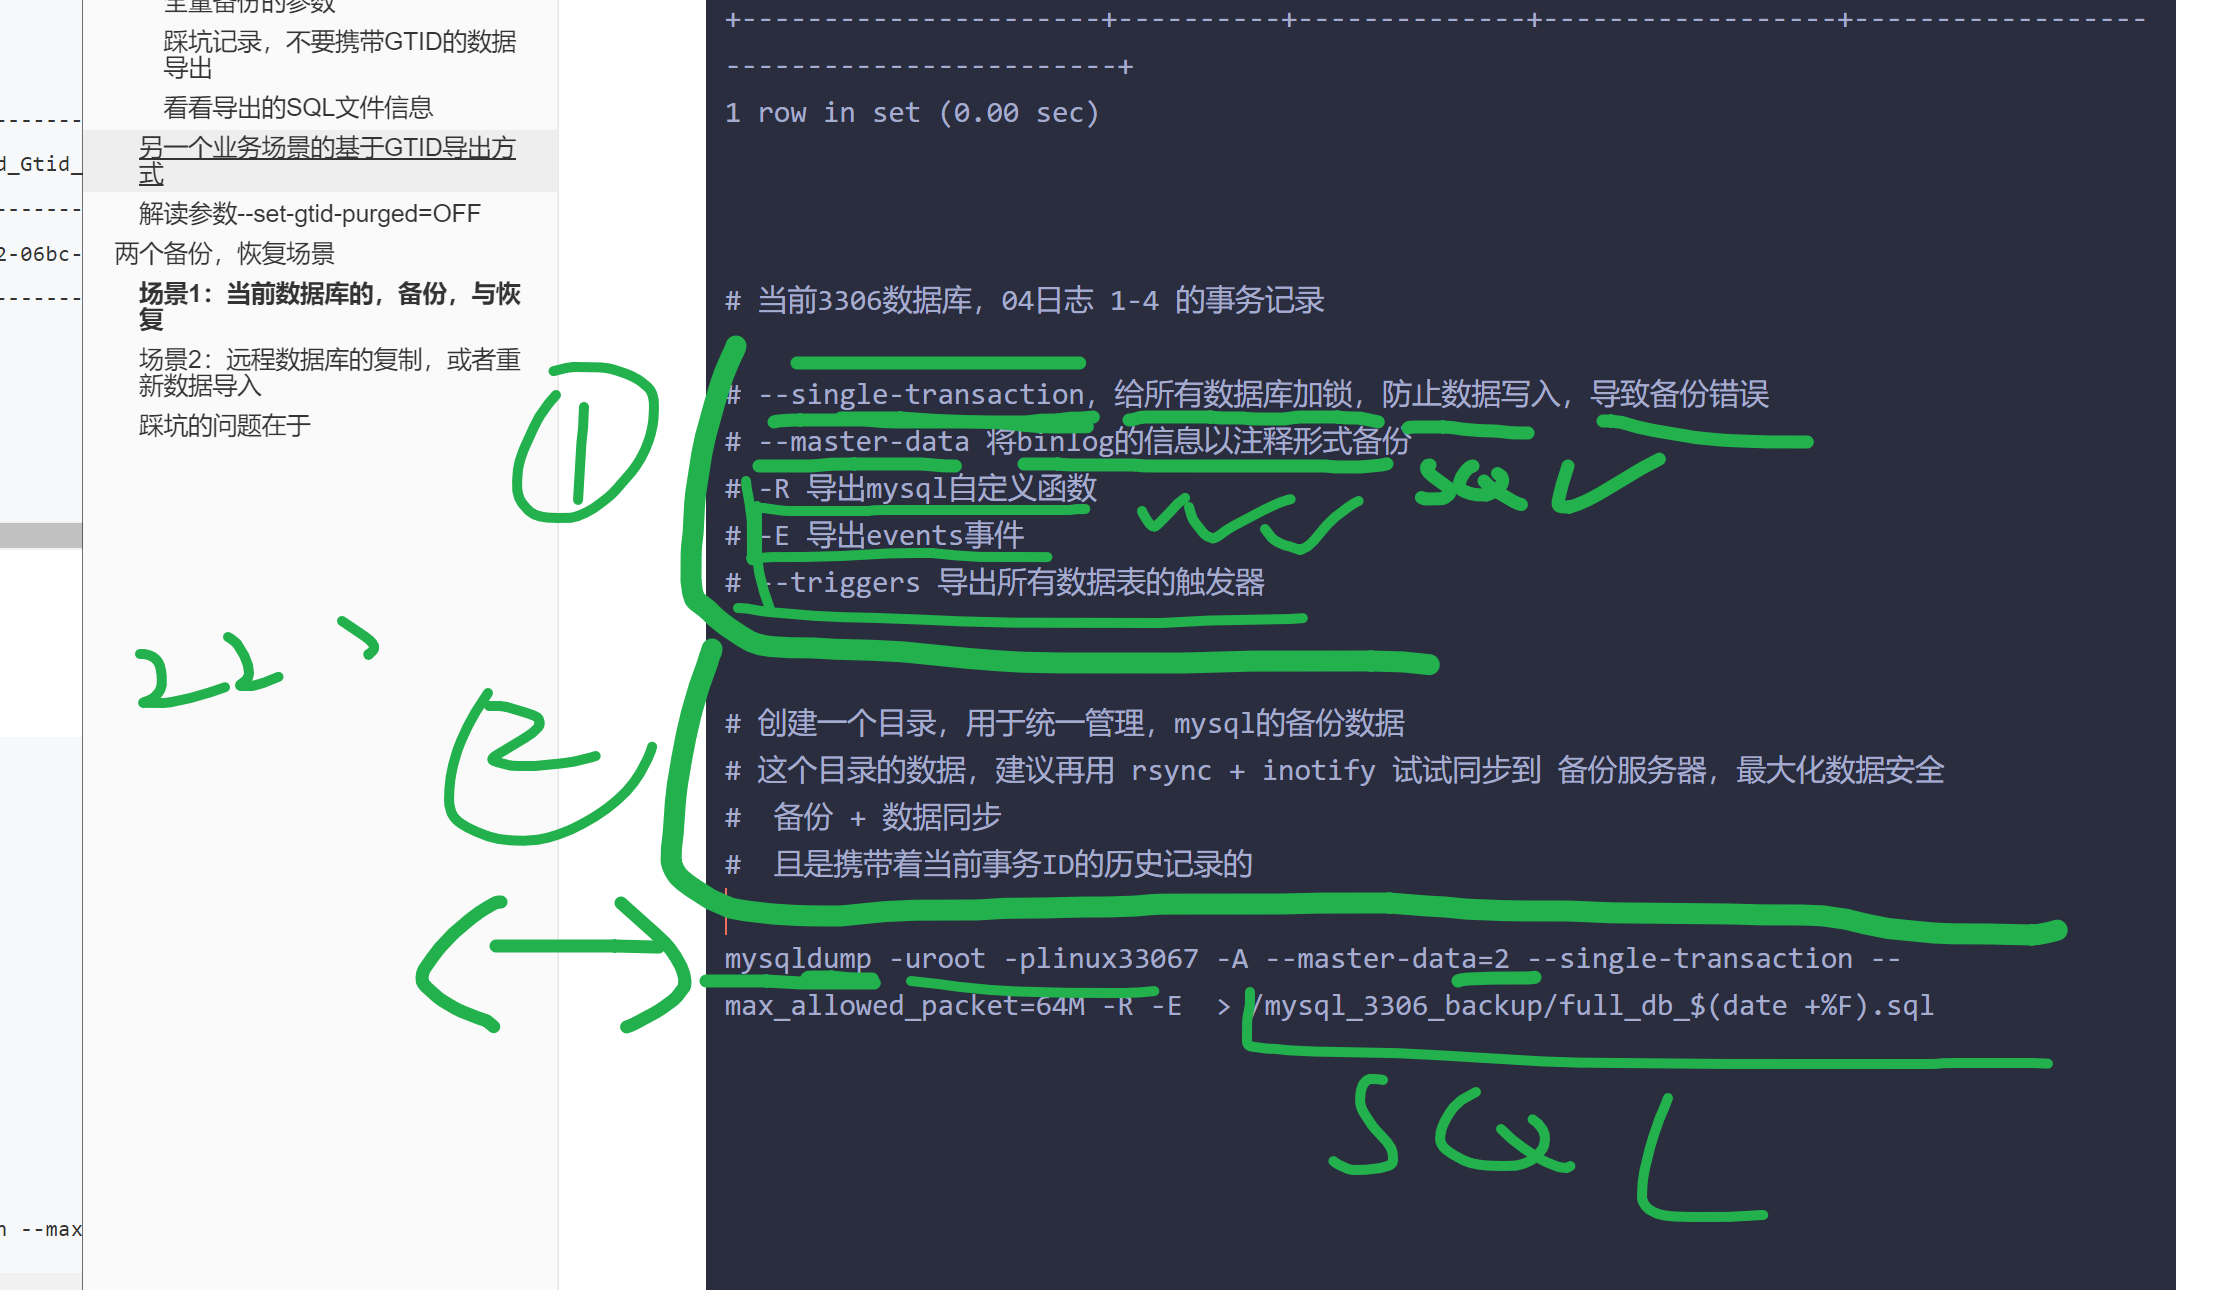 全量备份的参数
踩坑记录，不要携带GTID的数据
导出
看看导出的SQL文件信息
另一个业务场景的基于GTID导出方
式
解读参数--set-gtid-purged=OFF
两个备份，恢复场景
场景1：当前数据库的，备份，与恢
复
场景2：远程数据库的复制，或者重
新数据导入
踩坑的问题在于
-------
d_Gtid_
-------
2-06bc-
-------
n --max
+----------------------+----------+--------------+------------------+------------------
------------------------+
1 row in set (0.00 sec)
# 当前3306数据库，04日志 1-4 的事务记录
# --single-transaction，给所有数据库加锁，防止数据写入，导致备份错误
# --master-data 将binlog的信息以注释形式备份
# -R 导出mysql自定义函数
# -E 导出events事件
# --triggers 导出所有数据表的触发器
# 创建一个目录，用于统一管理，mysql的备份数据
# 这个目录的数据，建议再用 rsync + inotify 试试同步到 备份服务器，最大化数据安全
#  备份 + 数据同步
#  且是携带着当前事务ID的历史记录的
mysqldump -uroot -plinux33067 -A --master-data=2 --single-transaction --
max_allowed_packet=64M -R -E  > /mysql_3306_backup/full_db_$(date +%F).sql
1
SQL
22
2
SQL